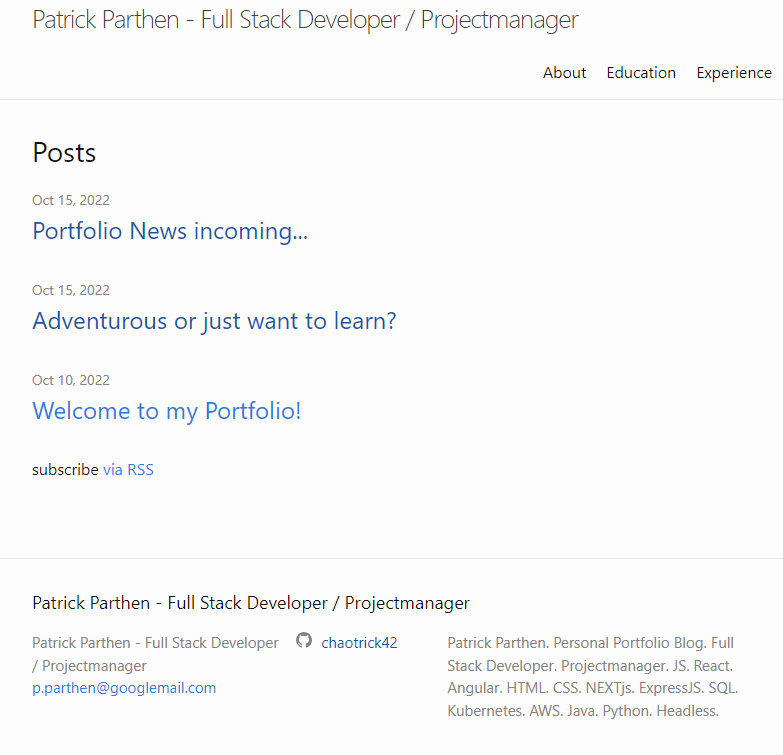 Patrick Parthen - Full Stack Developer / Projectmanager
About Education Experience
Posts
Oct 15, 2022
Portfolio News incoming...
Oct 15, 2022
Adventurous or just want to learn?
Oct 10, 2022
Welcome to my Portfolio!
subscribe via RSS
Patrick Parthen - Full Stack Developer / Projectmanager
Patrick Parthen - Full Stack Developer
/ Projectmanager
p.parthen@googlemail.com
chaotrick42
Patrick Parthen. Personal Portfolio Blog. Full
Stack Developer. Projectmanager. JS. React.
Angular. HTML. CSS. NEXTjs. ExpressJS. SQL.
Kubernetes. AWS. Java. Python. Headless.